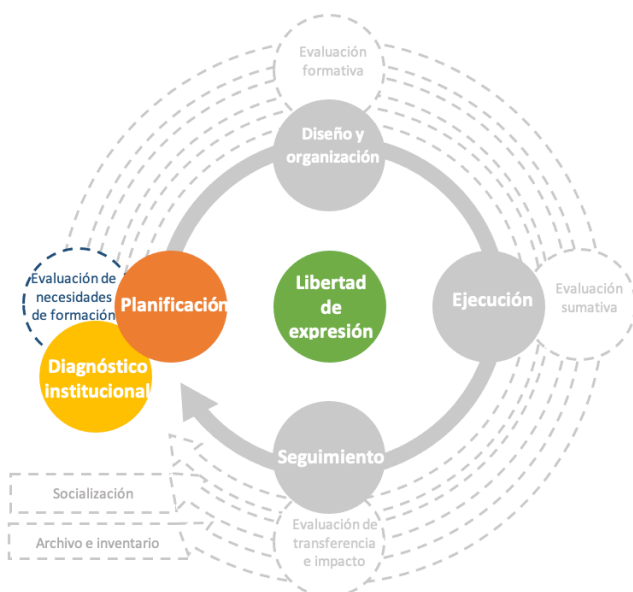 Evaluación
formativa
Diseño y
organización
Evaluación de
necesidades
de formación
Planificación
Libertad
de
expresión
Ejecución
Evaluación
sumativa
Diagnóstico
institucional
Seguimiento
Socialización
Archivo e inventario
Evaluación de
transferencia
e impacto